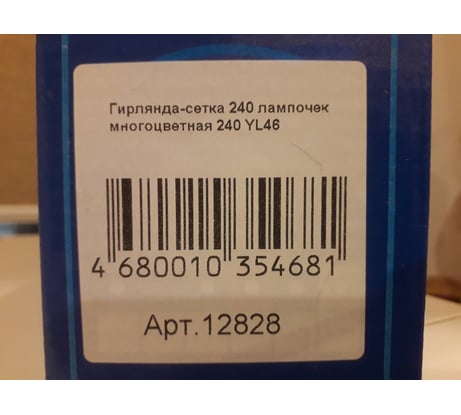 Гирлянда-сетка 240 лампочек
многоцветная 240 YL46
4 680010 354681
Арт.12828